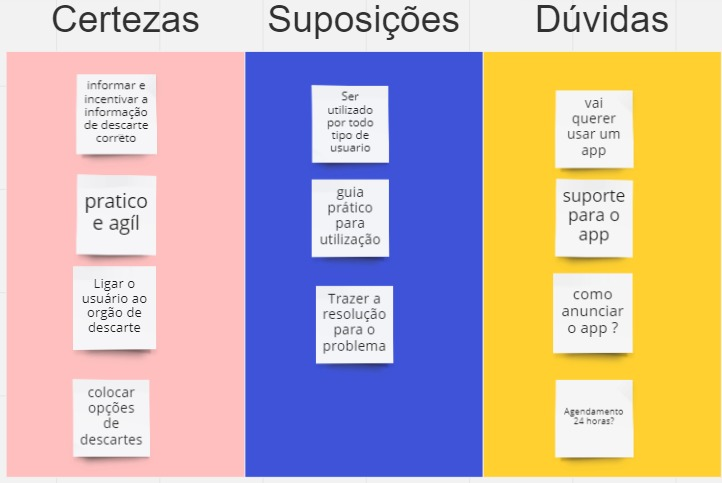 Certezas
Suposições
Dúvidas
informar e
incentivar a
informação
de descarte
correto
pratico
e agíl
Ligar o
usuário ao
orgão de
descarte
colocar
opções
de
descartes
Ser
utilizado
por todo
tipo de
usuario
guia
prático
para
utilização
Trazer a
resolução
para o
problema
vai
querer
usar um
app
suporte
para o
app
como
anunciar
o app ?
Agendamento
24 horas?